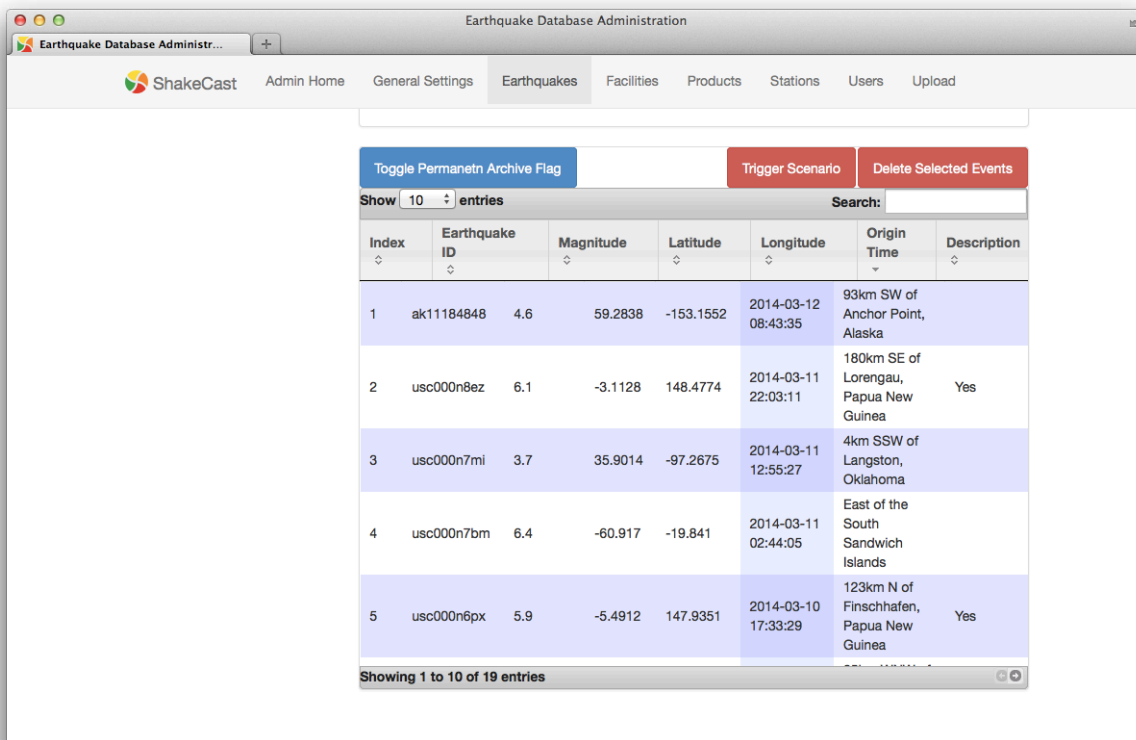 Earthquake Database Administration
Earthquake Database Administr...
ShakeCast Admin Home General Settings Earthquakes Facilities Products Stations Users Upload
Toggle Permanetn Archive Flag Trigger Scenario Delete Selected Events
Show 10 entries Search:
Index Earthquake ID Magnitude Latitude Longitude Origin Time Description
1 ak11184848 4.6 59.2838 -153.1552 2014-03-12 08:43:35 93km SW of Anchor Point, Alaska
2 usc000n8ez 6.1 -3.1128 148.4774 2014-03-11 22:03:11 180km SE of Lorengau, Papua New Guinea Yes
3 usc000n7mi 3.7 35.9014 -97.2675 2014-03-11 12:55:27 4km SSW of Langston, Oklahoma
4 usc000n7bm 6.4 -60.917 -19.841 2014-03-11 02:44:05 East of the South Sandwich Islands
5 usc000n6px 5.9 -5.4912 147.9351 2014-03-10 17:33:29 123km N of Finschhafen, Papua New Guinea Yes
Showing 1 to 10 of 19 entries